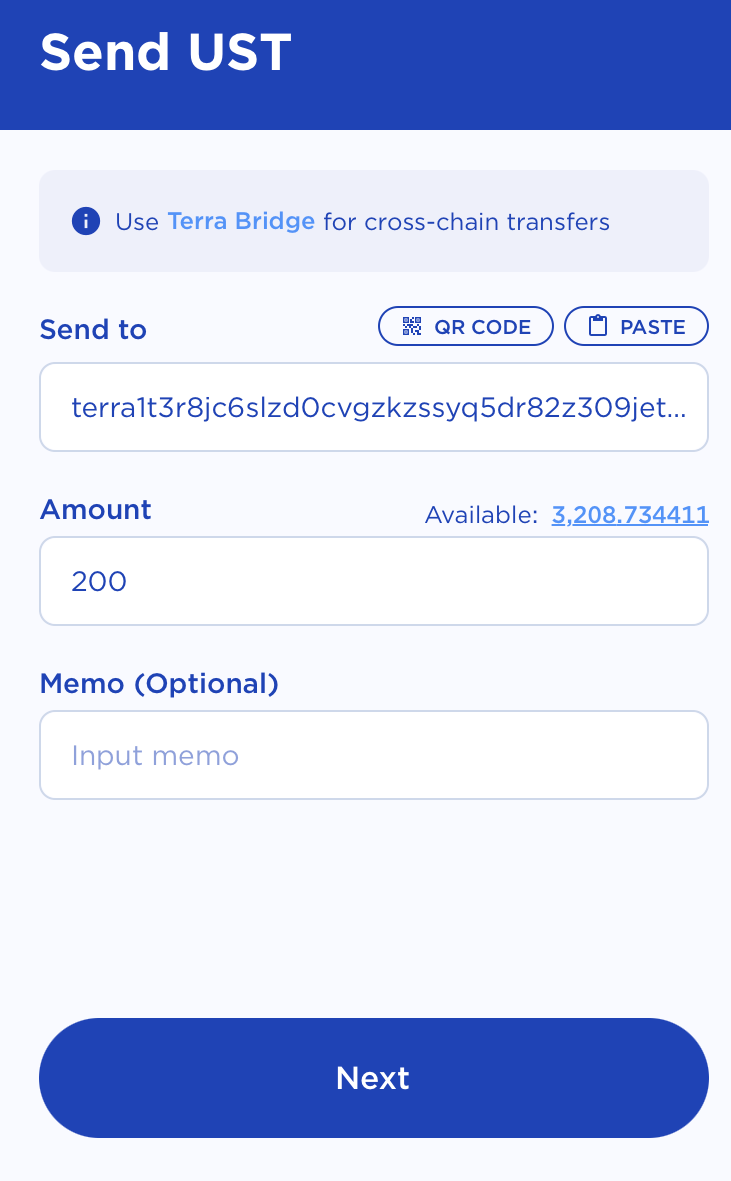 Send UST
Use Terra Bridge for cross-chain transfers
Send to
QR CODE
PASTE
terra1t3r8jc6slzd0cvgzkzssyq5dr82z309jet...
Amount
Available: 3,208.734411
200
Memo (Optional)
Input memo
Next